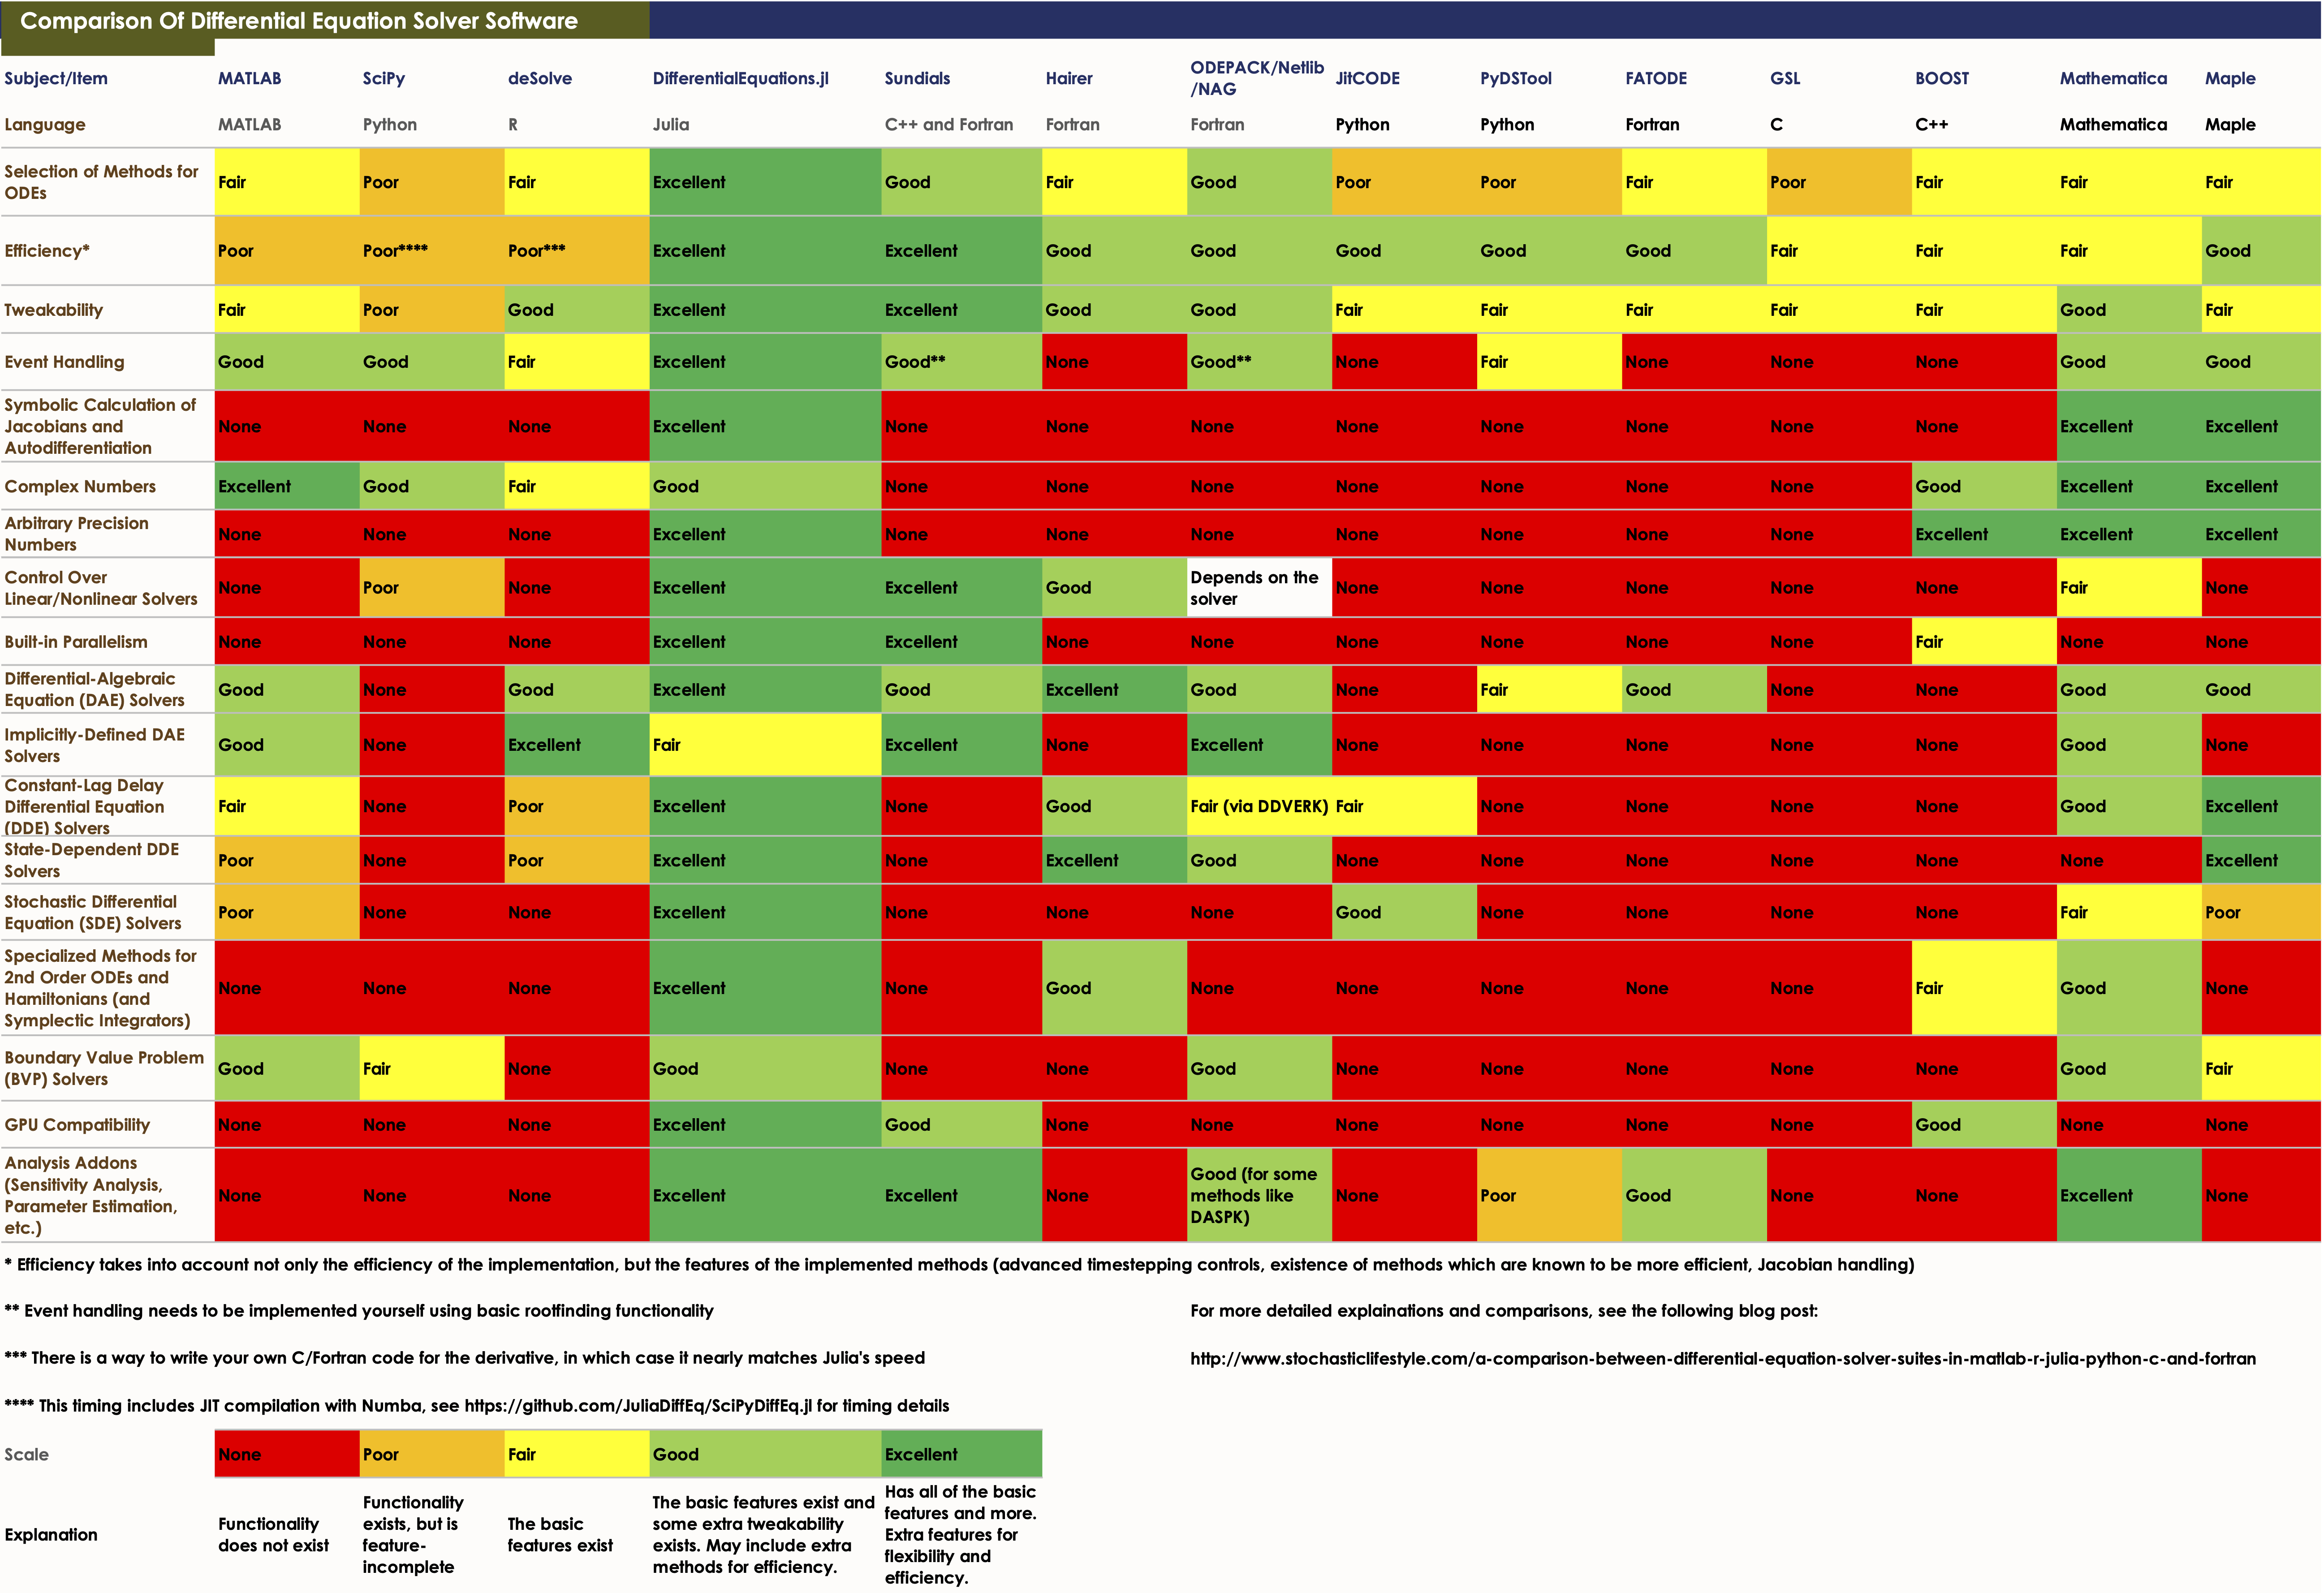 Comparison Of Differential Equation Solver Software
Subject/Item MATLAB SciPy deSolve DifferentialEquations.jl Sundials Hairer ODEPACK/Netlib /NAG JitCODE PyDSTool FATODE GSL BOOST Mathematica Maple
Language MATLAB Python R Julia C++ and Fortran Fortran Fortran Python Python Fortran C C++ Mathematica Maple
Selection of Methods for ODEs Fair Poor Fair Excellent Good Fair Good Poor Poor Fair Poor Fair Fair Fair
Efficiency* Poor Poor**** Poor*** Excellent Excellent Good Good Good Good Good Fair Fair Fair Good
Tweakability Fair Poor Good Excellent Excellent Good Good Fair Fair Fair Fair Fair Good Fair
Event Handling Good Good Fair Excellent Good** None Good** None Fair None None None Good Good
Symbolic Calculation of Jacobians and Autodifferentiation None None None Excellent None None None None None None None None Excellent Excellent
Complex Numbers Excellent Good Fair Good None None None None None None None Good Excellent Excellent
Arbitrary Precision Numbers None None None Excellent None None None None None None None Excellent Excellent Excellent
Control Over Linear/Nonlinear Solvers None Poor None Excellent Excellent Good Depends on the solver None None None None None Fair None
Built-in Parallelism None None None Excellent Excellent None None None None None None Fair None None
Differential-Algebraic Equation (DAE) Solvers Good None Good Excellent Good Excellent Good None Fair Good None None Good Good
Implicitly-Defined DAE Solvers Good None Excellent Fair Excellent None Excellent None None None None None Good None
Constant-Lag Delay Differential Equation (DDE) Solvers Fair None Poor Excellent None Good Fair (via DDVERK) Fair None None None None Good Excellent
State-Dependent DDE Solvers Poor None Poor Excellent None Excellent Good None None None None None None Excellent
Stochastic Differential Equation (SDE) Solvers Poor None None Excellent None None None Good None None None None Fair Poor
Specialized Methods for 2nd Order ODEs and Hamiltonians (and Symplectic Integrators) None None None Excellent None Good None None None None None Fair Good None
Boundary Value Problem (BVP) Solvers Good Fair None Good None None Good None None None None None Good Fair
GPU Compatibility None None None Excellent Good None None None None None None Good None None
Analysis Addons (Sensitivity Analysis, Parameter Estimation, etc.) None None None Excellent Excellent None Good (for some methods like DASPK) None Poor Good None None Excellent None
* Efficiency takes into account not only the efficiency of the implementation, but the features of the implemented methods (advanced timestepping controls, existence of methods which are known to be more efficient, Jacobian handling)
** Event handling needs to be implemented yourself using basic rootfinding functionality
For more detailed explainations and comparisons, see the following blog post:
*** There is a way to write your own C/Fortran code for the derivative, in which case it nearly matches Julia's speed
http://www.stochasticlifestyle.com/a-comparison-between-differential-equation-solver-suites-in-matlab-r-julia-python-c-and-fortran
**** This timing includes JIT compilation with Numba, see https://github.com/JuliaDiffEq/SciPyDiffEq.jl for timing details
Scale None Poor Fair Good Excellent
Explanation
Functionality does not exist
Functionality exists, but is feature-incomplete
The basic features exist
The basic features exist and some extra tweakability exists. May include extra methods for efficiency.
Has all of the basic features and more. Extra features for flexibility and efficiency.